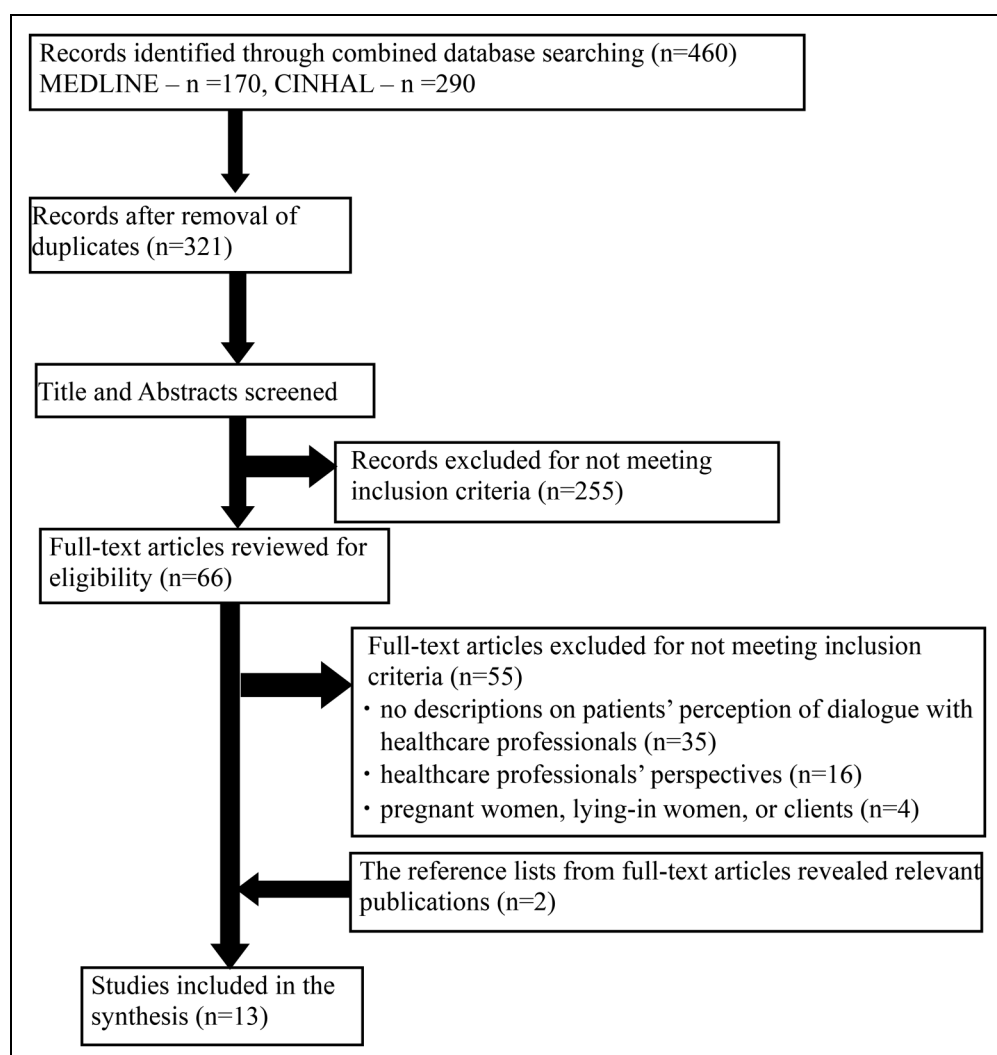 Records identified through combined database searching (n=460)
MEDLINE – n =170, CINHAL – n =290
Records after removal of
duplicates (n=321)
Title and Abstracts screened
Records excluded for not meeting
inclusion criteria (n=255)
Full-text articles reviewed for
eligibility (n=66)
Full-text articles excluded for not meeting inclusion
criteria (n=55)
・no descriptions on patients’ perception of dialogue with
healthcare professionals (n=35)
・healthcare professionals’ perspectives (n=16)
・pregnant women, lying-in women, or clients (n=4)
The reference lists from full-text articles revealed relevant
publications (n=2)
Studies included in the
synthesis (n=13)